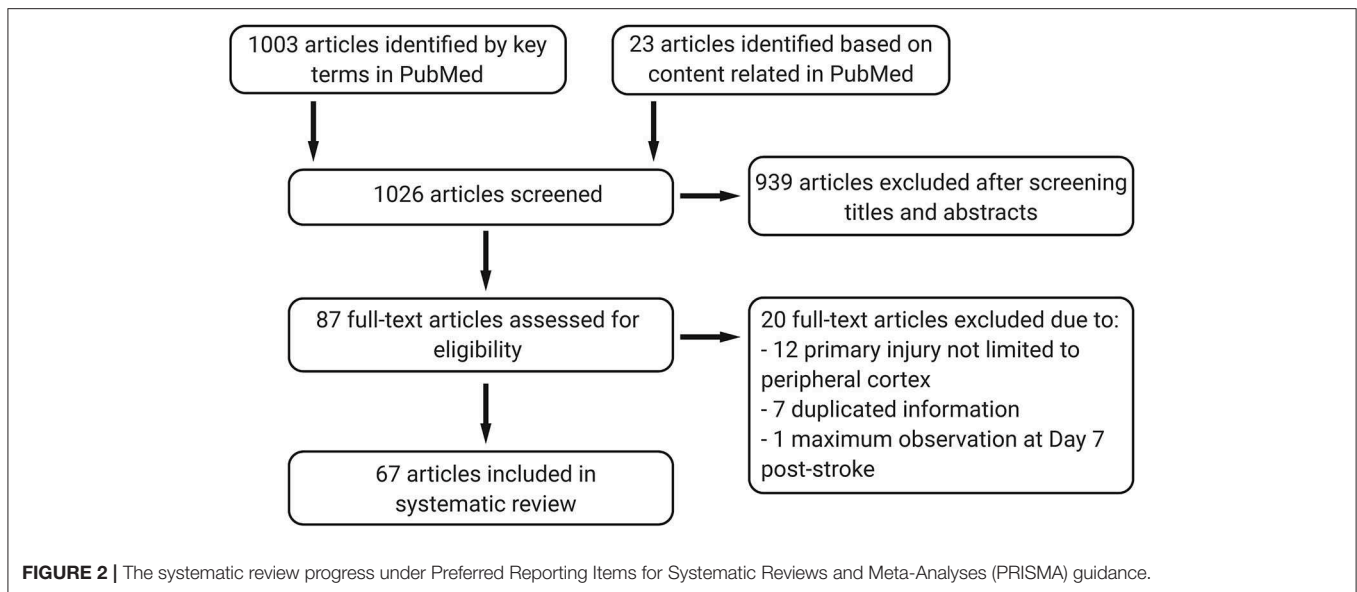 1003 articles identified by key
terms in PubMed
23 articles identified based on
content related in PubMed
1026 articles screened
939 articles excluded after screening
titles and abstracts
87 full-text articles assessed for
eligibility
20 full-text articles excluded due to:
- 12 primary injury not limited to
peripheral cortex
- 7 duplicated information
- 1 maximum observation at Day 7
post-stroke
67 articles included in
systematic review
FIGURE 2 | The systematic review progress under Preferred Reporting Items for Systematic Reviews and Meta-Analyses (PRISMA) guidance.